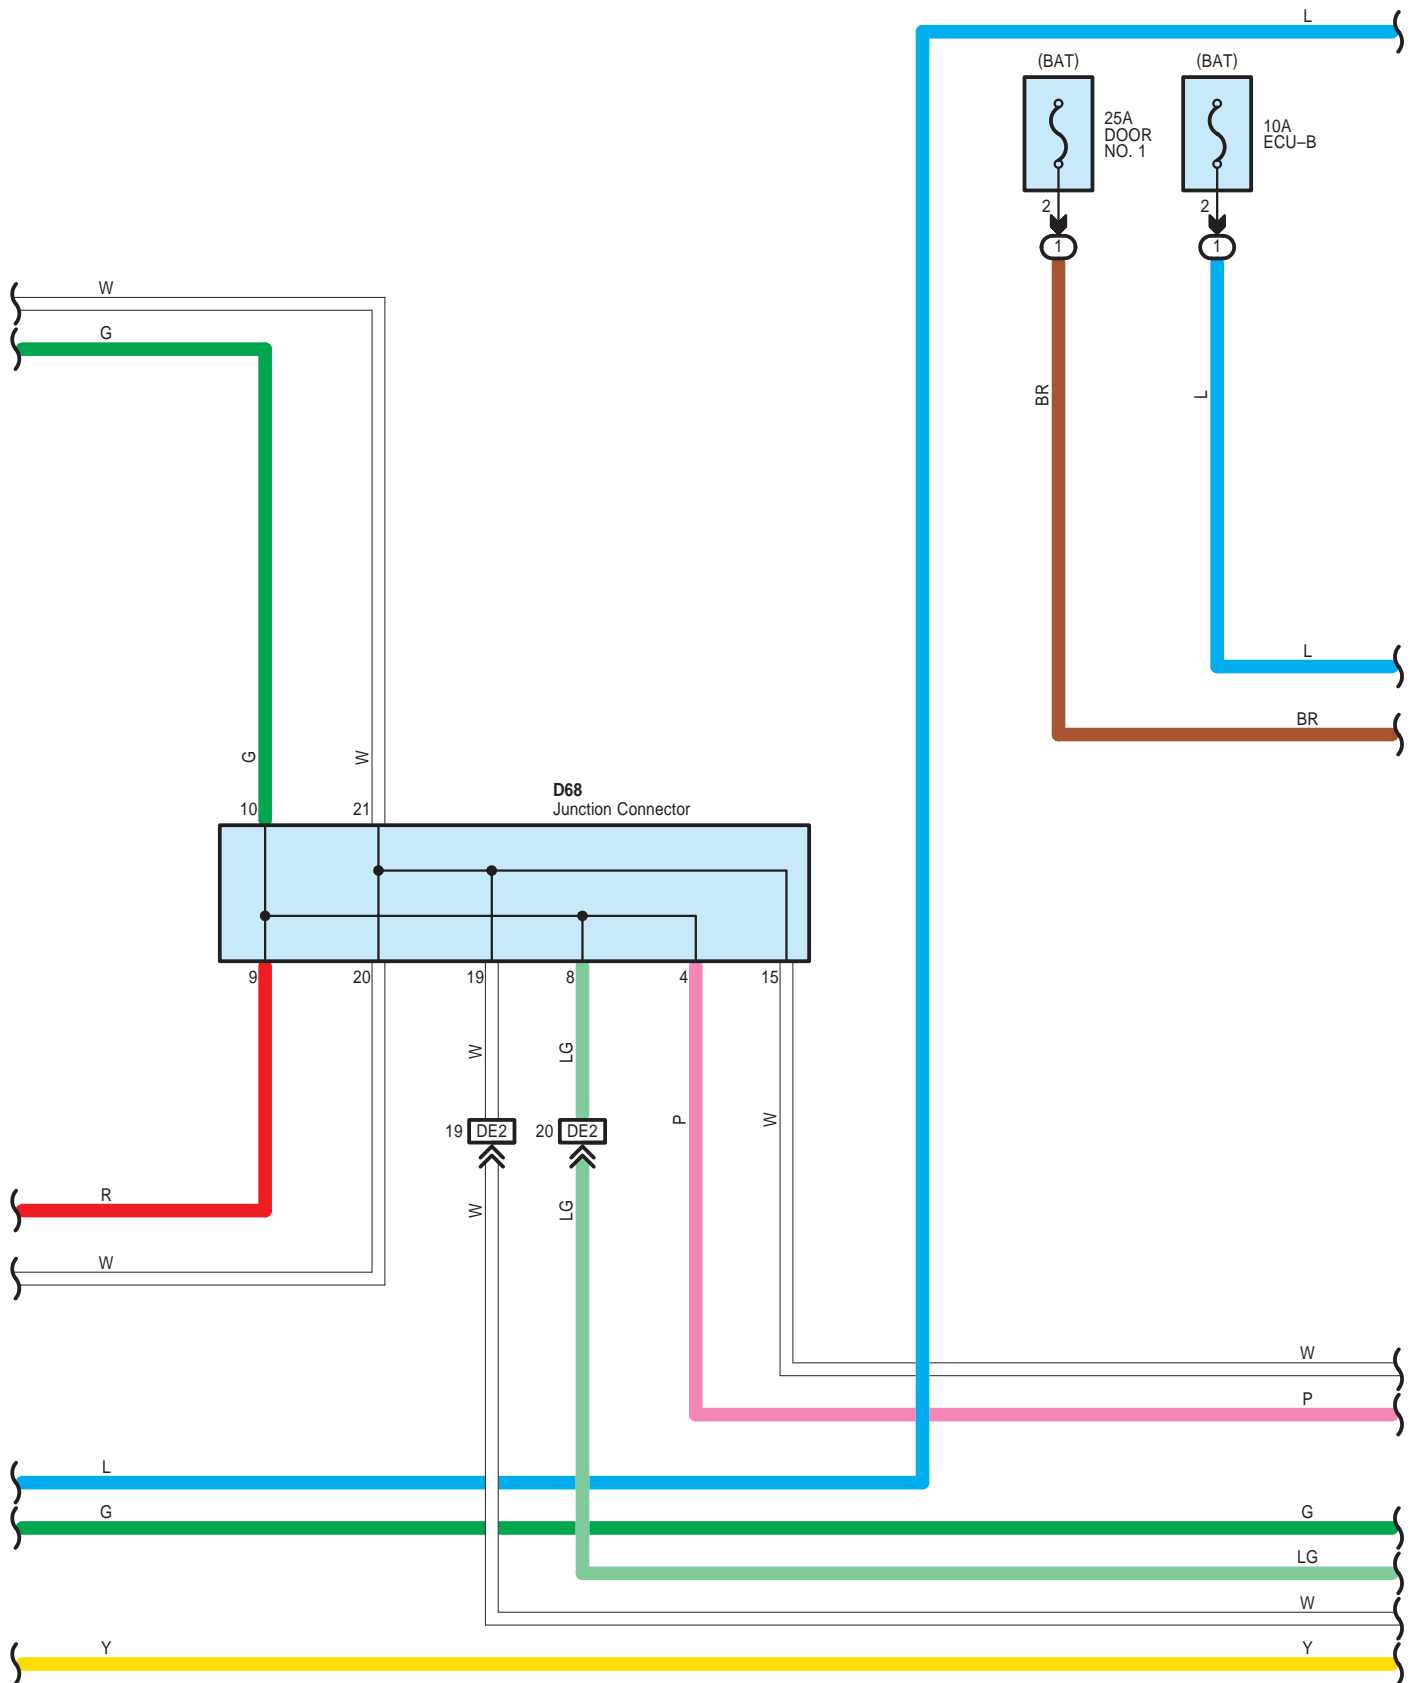 L
(BAT)
(BAT)
25A
DOOR
NO. 1
10A
ECU–B
2
2
1
1
W
G
BR
L
L
BR
G
W
D68
Junction Connector
10
21
9
20
19
8
4
15
W
LG
P
W
19
DE2
20
DE2
R
W
LG
W
W
P
L
G
G
LG
W
Y
Y